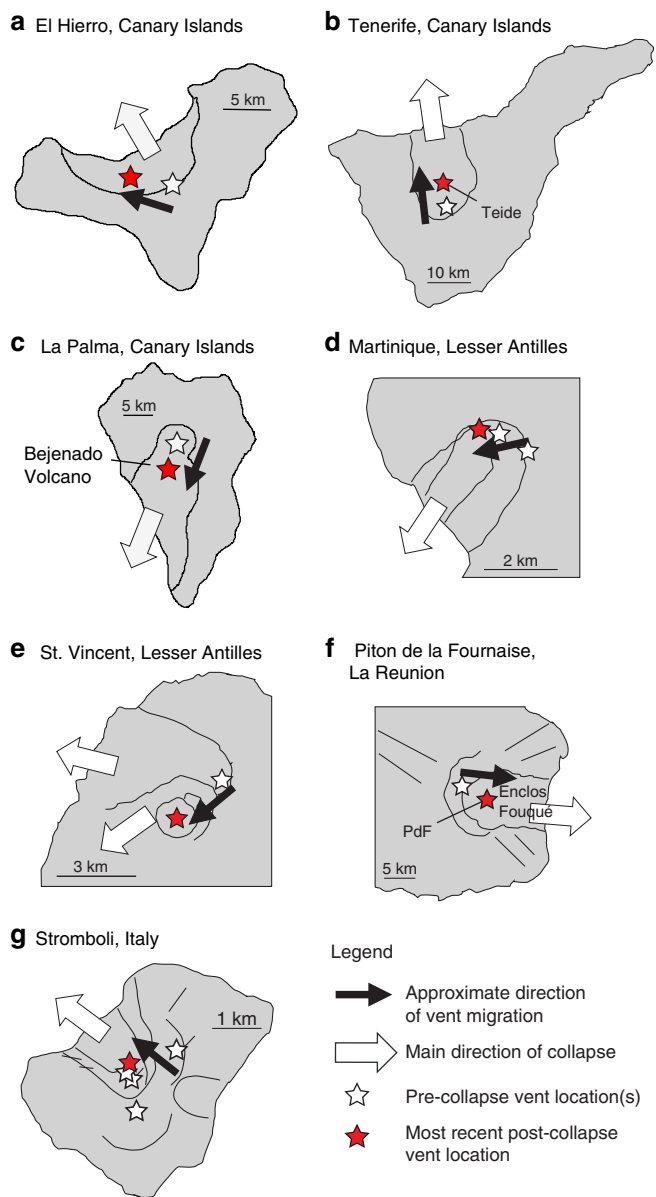 a El Hierro, Canary Islands
5 km
b Tenerife, Canary Islands
Teide
10 km
c La Palma, Canary Islands
5 km
Bejenado
Volcano
d Martinique, Lesser Antilles
2 km
e St. Vincent, Lesser Antilles
3 km
f Piton de la Fournaise,
La Reunion
Enclos
Fouqué
PdF
5 km
g Stromboli, Italy
1 km
Legend
Approximate direction
of vent migration
Main direction of collapse
Pre-collapse vent location(s)
Most recent post-collapse
vent location